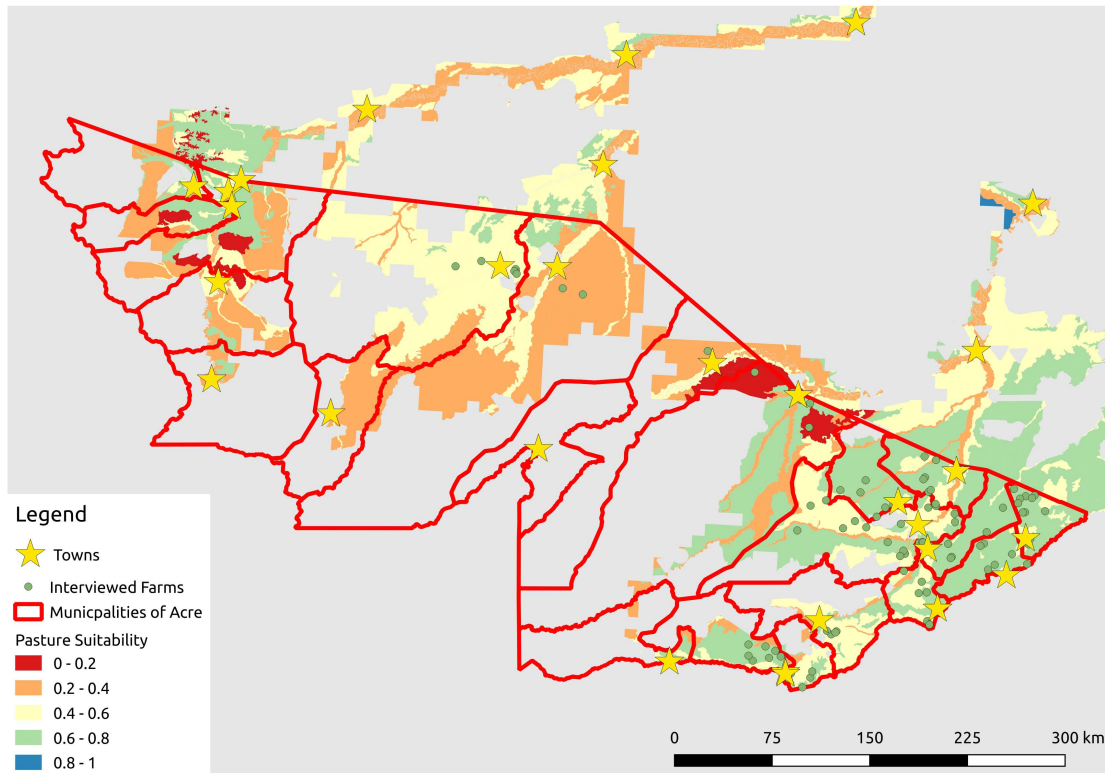 Legend
Towns
Interviewed Farms
Municpalities of Acre
Pasture Suitability
0 - 0.2
0.2 - 0.4
0.4 - 0.6
0.6 - 0.8
0.8 - 1
0 75 150 225 300 km